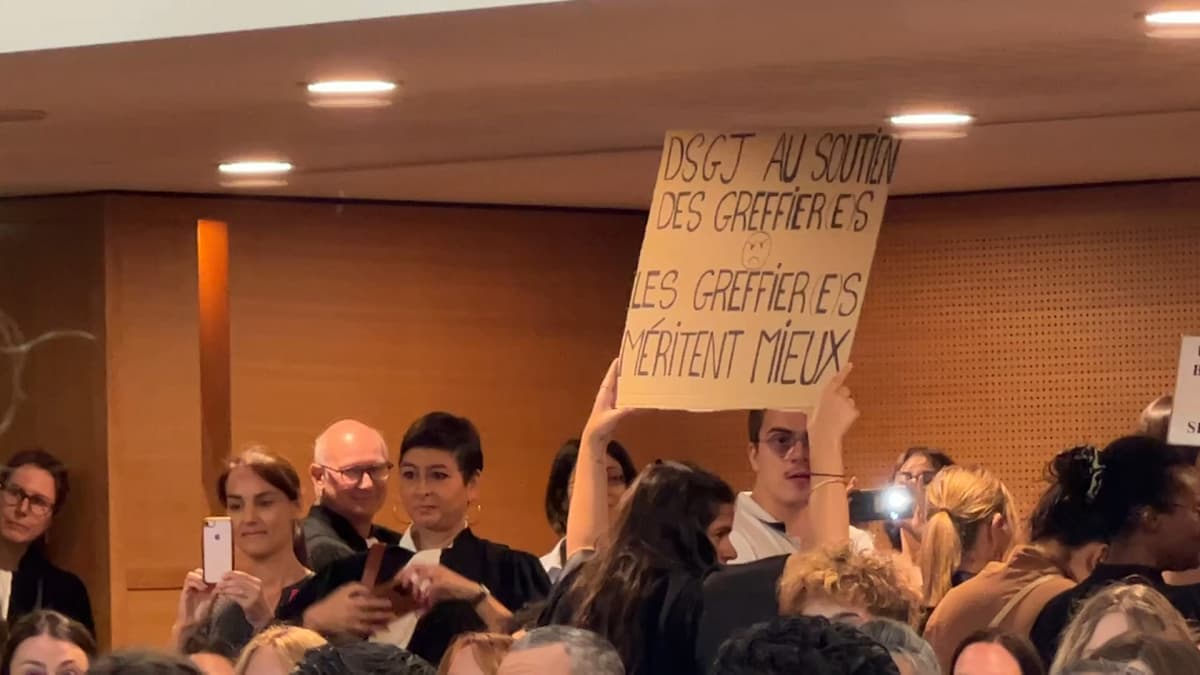 DSGJ AU SOUTIEN
DES GREFFIER(E)S
LES GREFFIER(E)S
MÉRITENT MIEUX